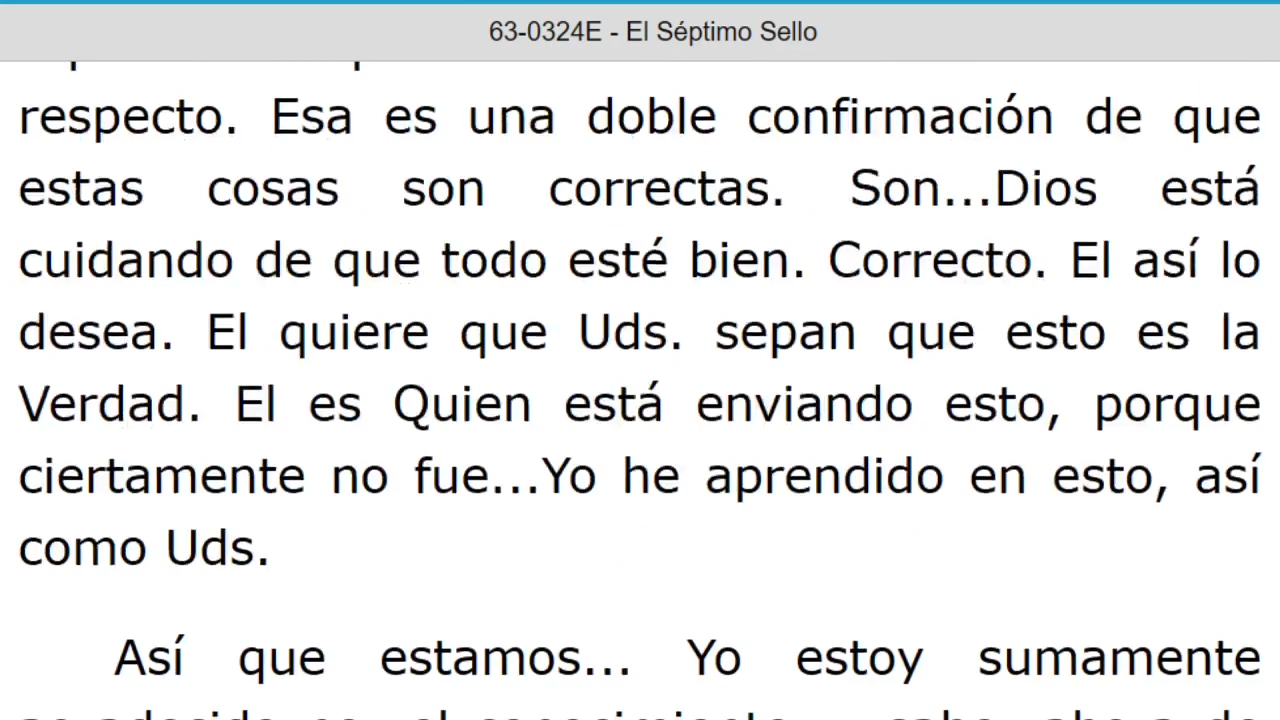 63-0324E - El Séptimo Sello
respecto. Esa es una doble confirmación de que
estas cosas son correctas. Son...Dios está
cuidando de que todo esté bien. Correcto. El así lo
desea. El quiere que Uds. sepan que esto es la
Verdad. El es Quien está enviando esto, porque
ciertamente no fue...Yo he aprendido en esto, así
como Uds.
Así que estamos... Yo estoy sumamente